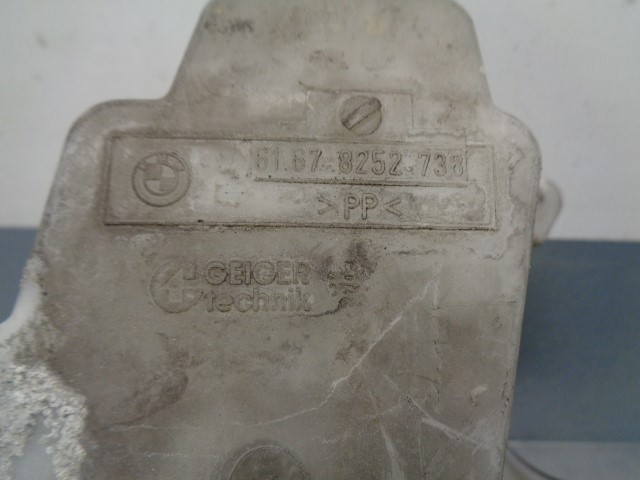 61.67-8252.738
>PP<
GEIGER
technik